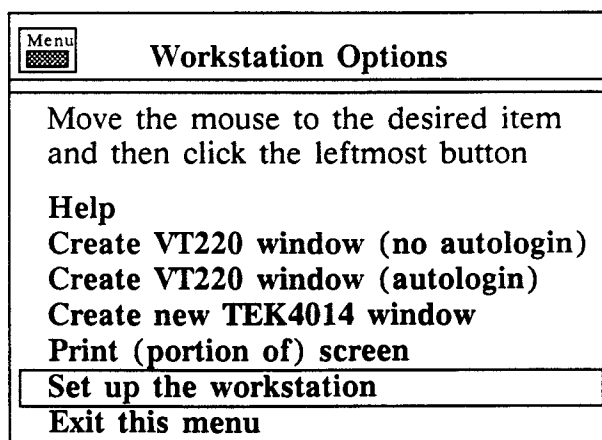 Menu
Workstation Options
Move the mouse to the desired item
and then click the leftmost button
Help
Create VT220 window (no autologin)
Create VT220 window (autologin)
Create new TEK4014 window
Print (portion of) screen
Set up the workstation
Exit this menu